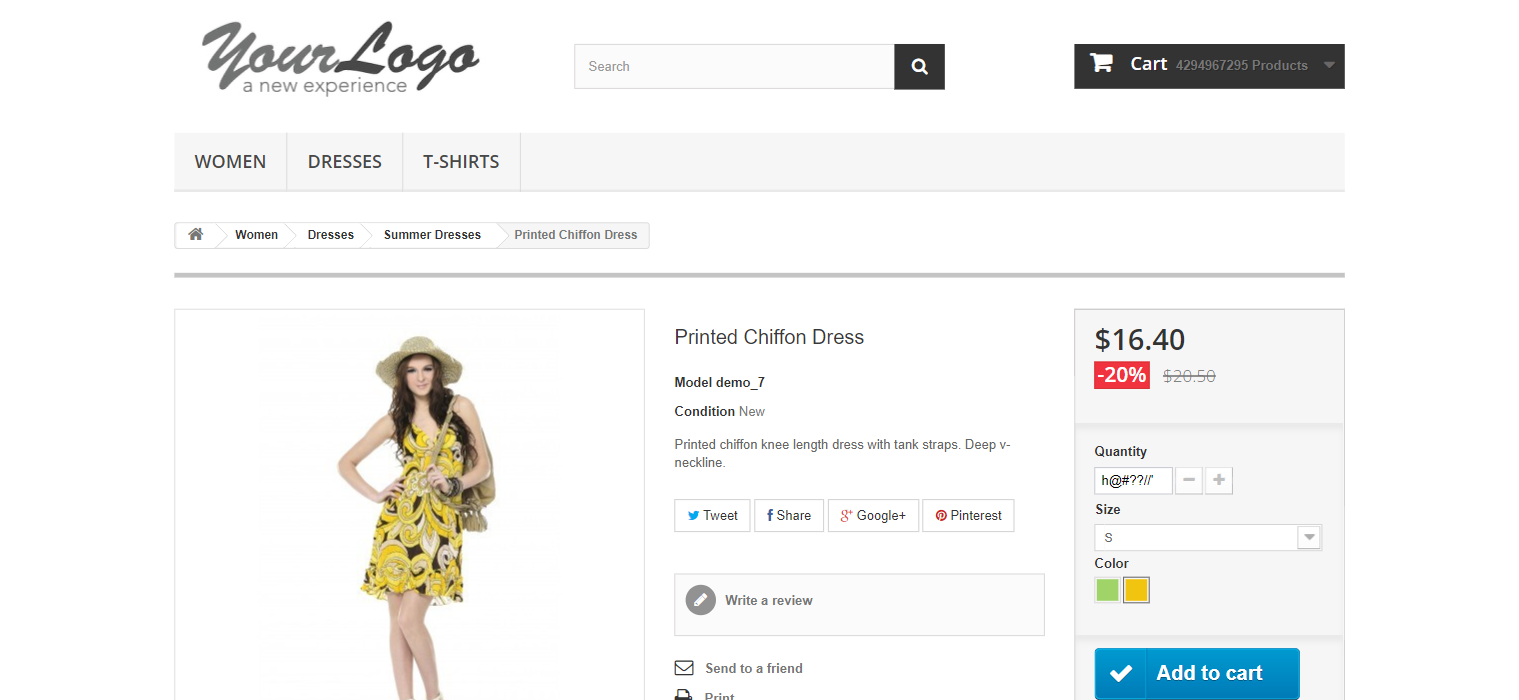 YourLogo
a new experience
Search
Cart 4294967295 Products
WOMEN
DRESSES
T-SHIRTS
Women
Dresses
Summer Dresses
Printed Chiffon Dress
Printed Chiffon Dress
Model demo_7
Condition New
Printed chiffon knee length dress with tank straps. Deep v-
neckline.
Tweet
Share
Google+
Pinterest
Write a review
Send to a friend
Print
$16.40
-20% $20.50
Quantity
h@#??//'
Size
S
Color
Add to cart